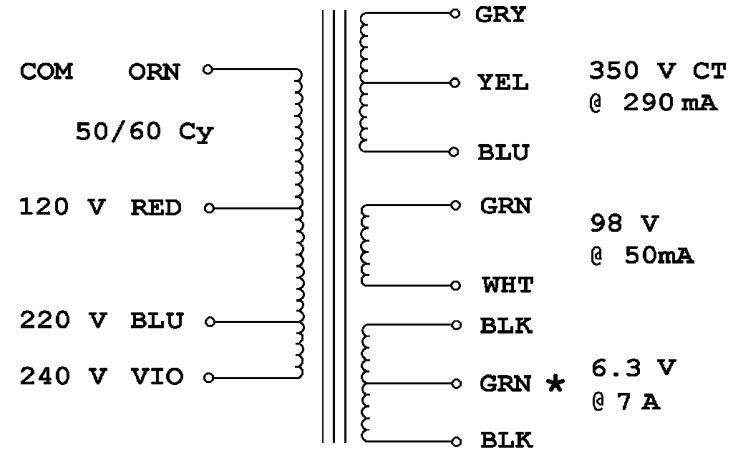 GRY
COM ORN
YEL
350 V CT
@ 290 mA
50/60 Cy
BLU
120 V RED
GRN
98 V
@ 50mA
WHT
220 V BLU
BLK
240 V VIO
GRN *
6.3 V
@ 7 A
BLK